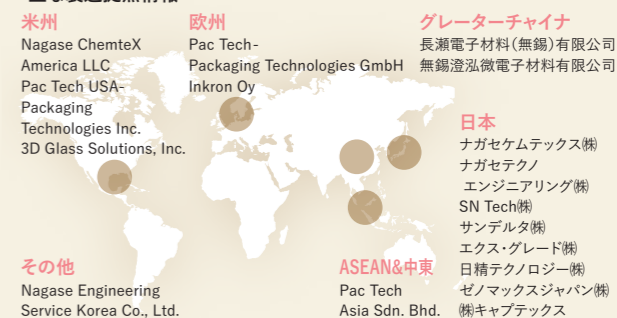 米州
Nagase ChemteX
America LLC
Pac Tech USA-
Packaging
Technologies Inc.
3D Glass Solutions, Inc.
欧州
Pac Tech-
Packaging Technologies GmbH
Inkron Oy
グレーターチャイナ
長瀬電子材料(無錫)有限公司
無錫澄泓微電子材料有限公司
日本
ナガセケムテックス㈱
ナガセテクノ
エンジニアリング㈱
SN Tech㈱
サンデルタ㈱
エクス・グレード㈱
日精テクノロジー㈱
ゼノマックスジャパン㈱
㈱キャプテックス
その他
Nagase Engineering
Service Korea Co., Ltd.
ASEAN&中東
Pac Tech
Asia Sdn. Bhd.